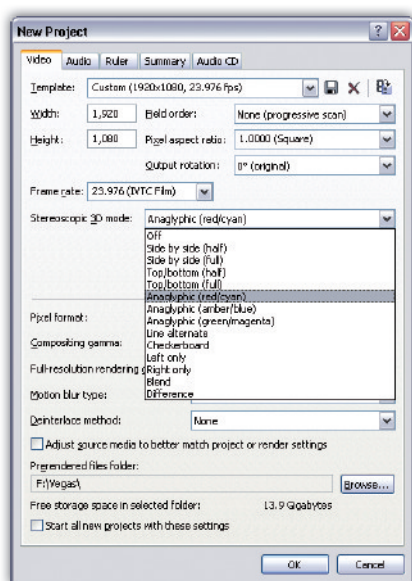 New Project
Video Audio Ruler Summary Audio CD
Template: Custom (1920x1080, 23.976 fps)
Width: 1,920 Field order: None (progressive scan)
Height: 1,080 Pixel aspect ratio: 1.0000 (Square)
Output rotation: 0° (original)
Frame rate: 23.976 (IVTC Film)
Stereoscopic 3D mode: Anaglyphic (red/cyan)
Off
Side by side (half)
Side by side (full)
Top/bottom (half)
Top/bottom (full)
Anaglyphic (red/cyan)
Pixel format: Anaglyphic (amber/blue)
Anaglyphic (green/magenta)
Line alternate
Compositing gamma: Checkerboard
Left only
Full-resolution rendering Right only
Blend
Motion blur type: Difference
Deinterlace method: None
Adjust source media to better match project or render settings
Prerendered files folder:
F:\Vegas\ Browse...
Free storage space in selected folder: 13.9 Gigabytes
Start all new projects with these settings
OK Cancel